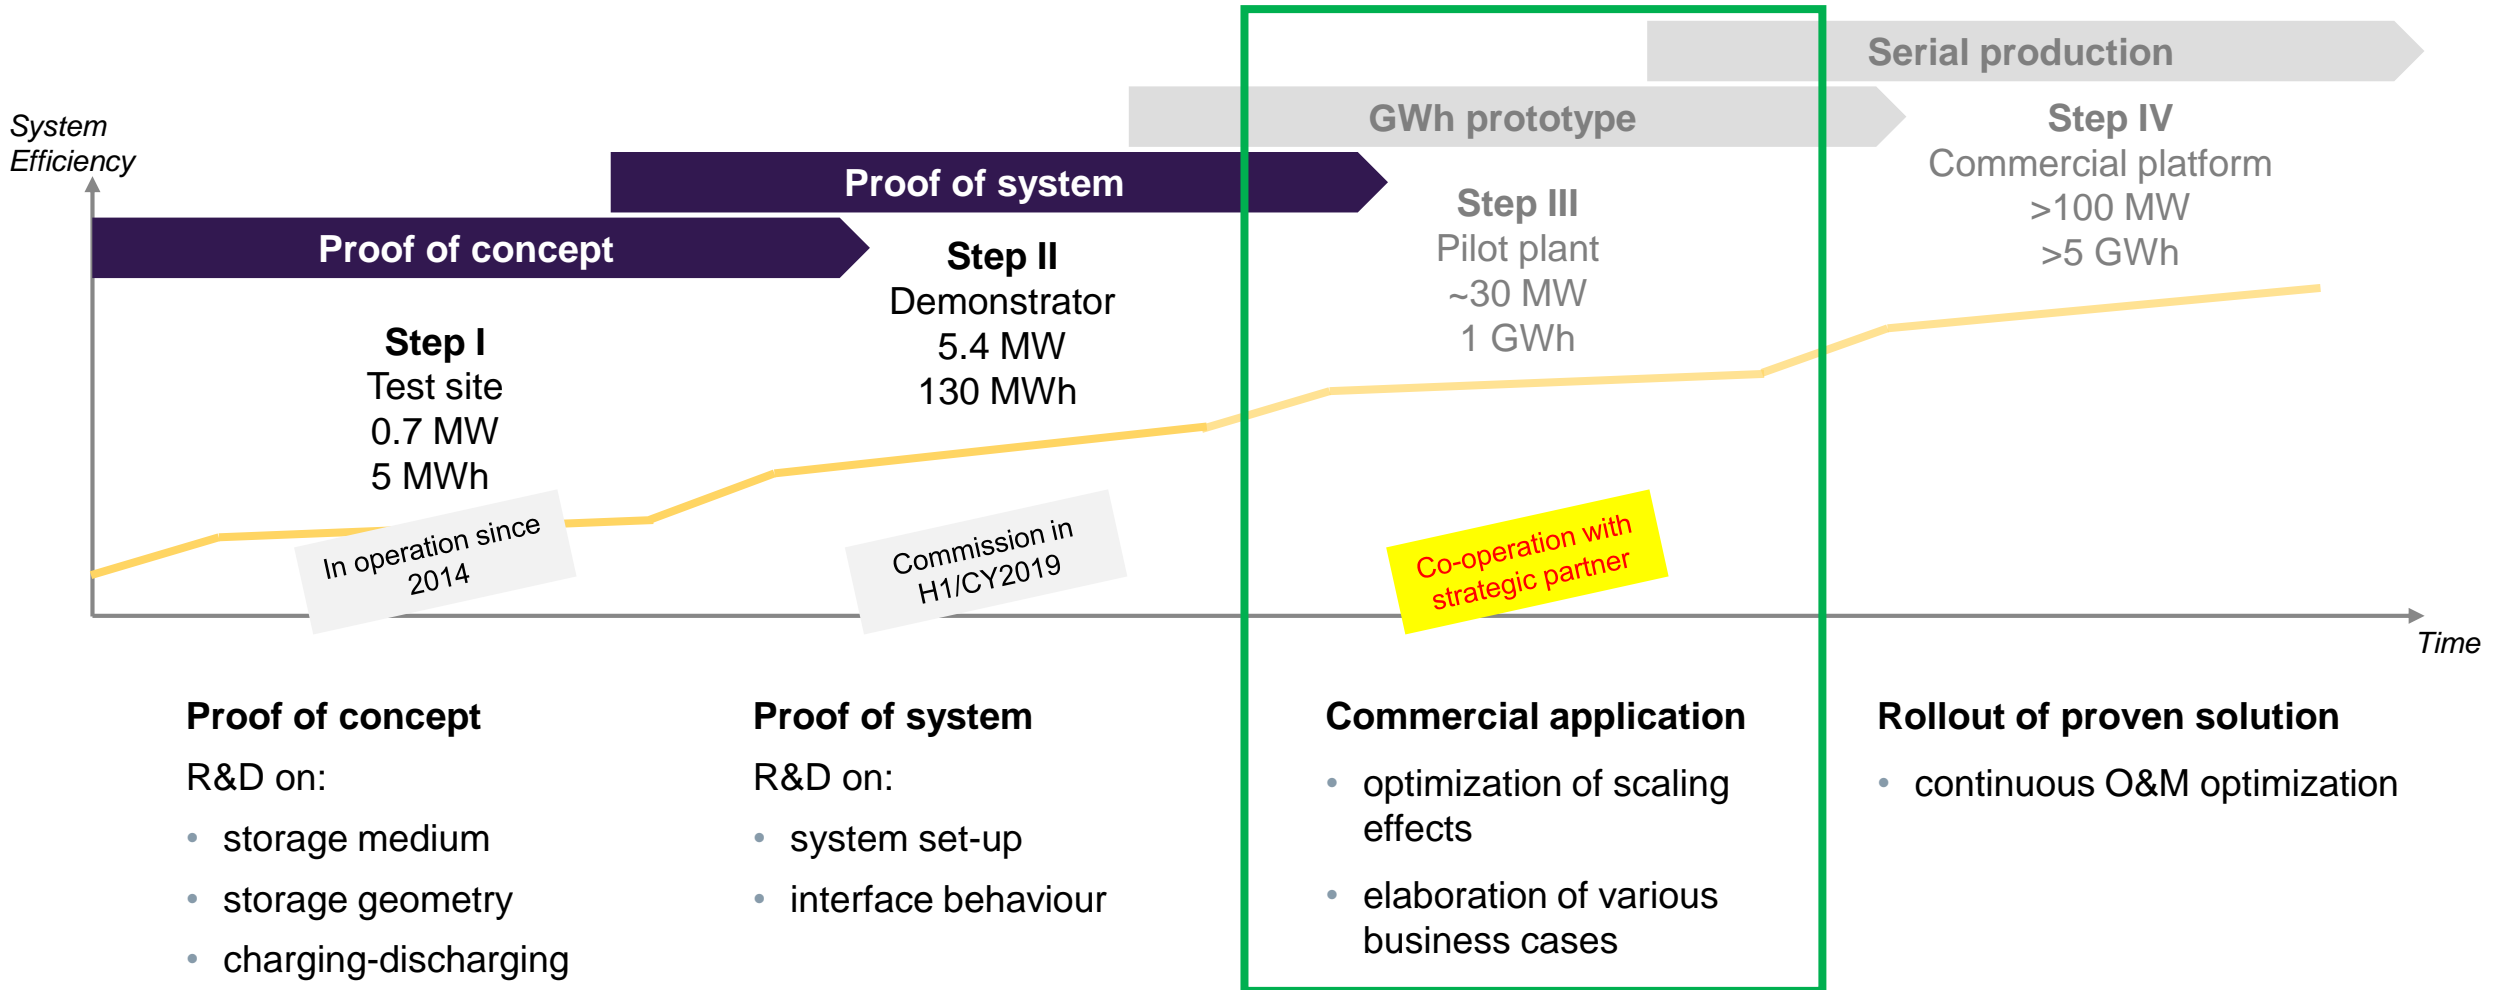 Serial production
GWh prototype
Proof of system
Proof of concept
System
Efficiency
Step I
Test site
0.7 MW
5 MWh
In operation since
2014
Step II
Demonstrator
5.4 MW
130 MWh
Commission in
H1/CY2019
Step III
Pilot plant
~30 MW
1 GWh
Co-operation with
strategic partner
Step IV
Commercial platform
>100 MW
>5 GWh
Time
Proof of concept
R&D on:
• storage medium
• storage geometry
• charging-discharging
Proof of system
R&D on:
• system set-up
• interface behaviour
Commercial application
• optimization of scaling
effects
• elaboration of various
business cases
Rollout of proven solution
• continuous O&M optimization